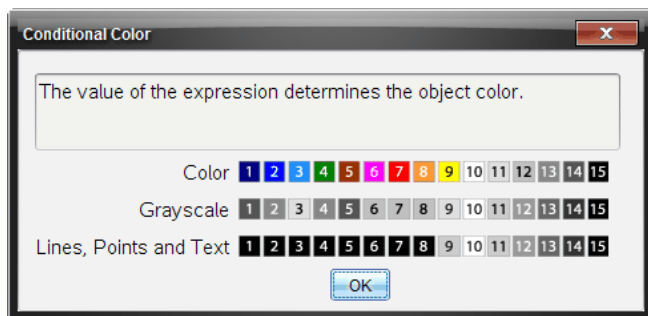 Conditional Color
The value of the expression determines the object color.
Color 1 2 3 4 5 6 7 8 9 10 11 12 13 14 15
Grayscale 1 2 3 4 5 6 7 8 9 10 11 12 13 14 15
Lines, Points and Text 1 2 3 4 5 6 7 8 9 10 11 12 13 14 15
OK